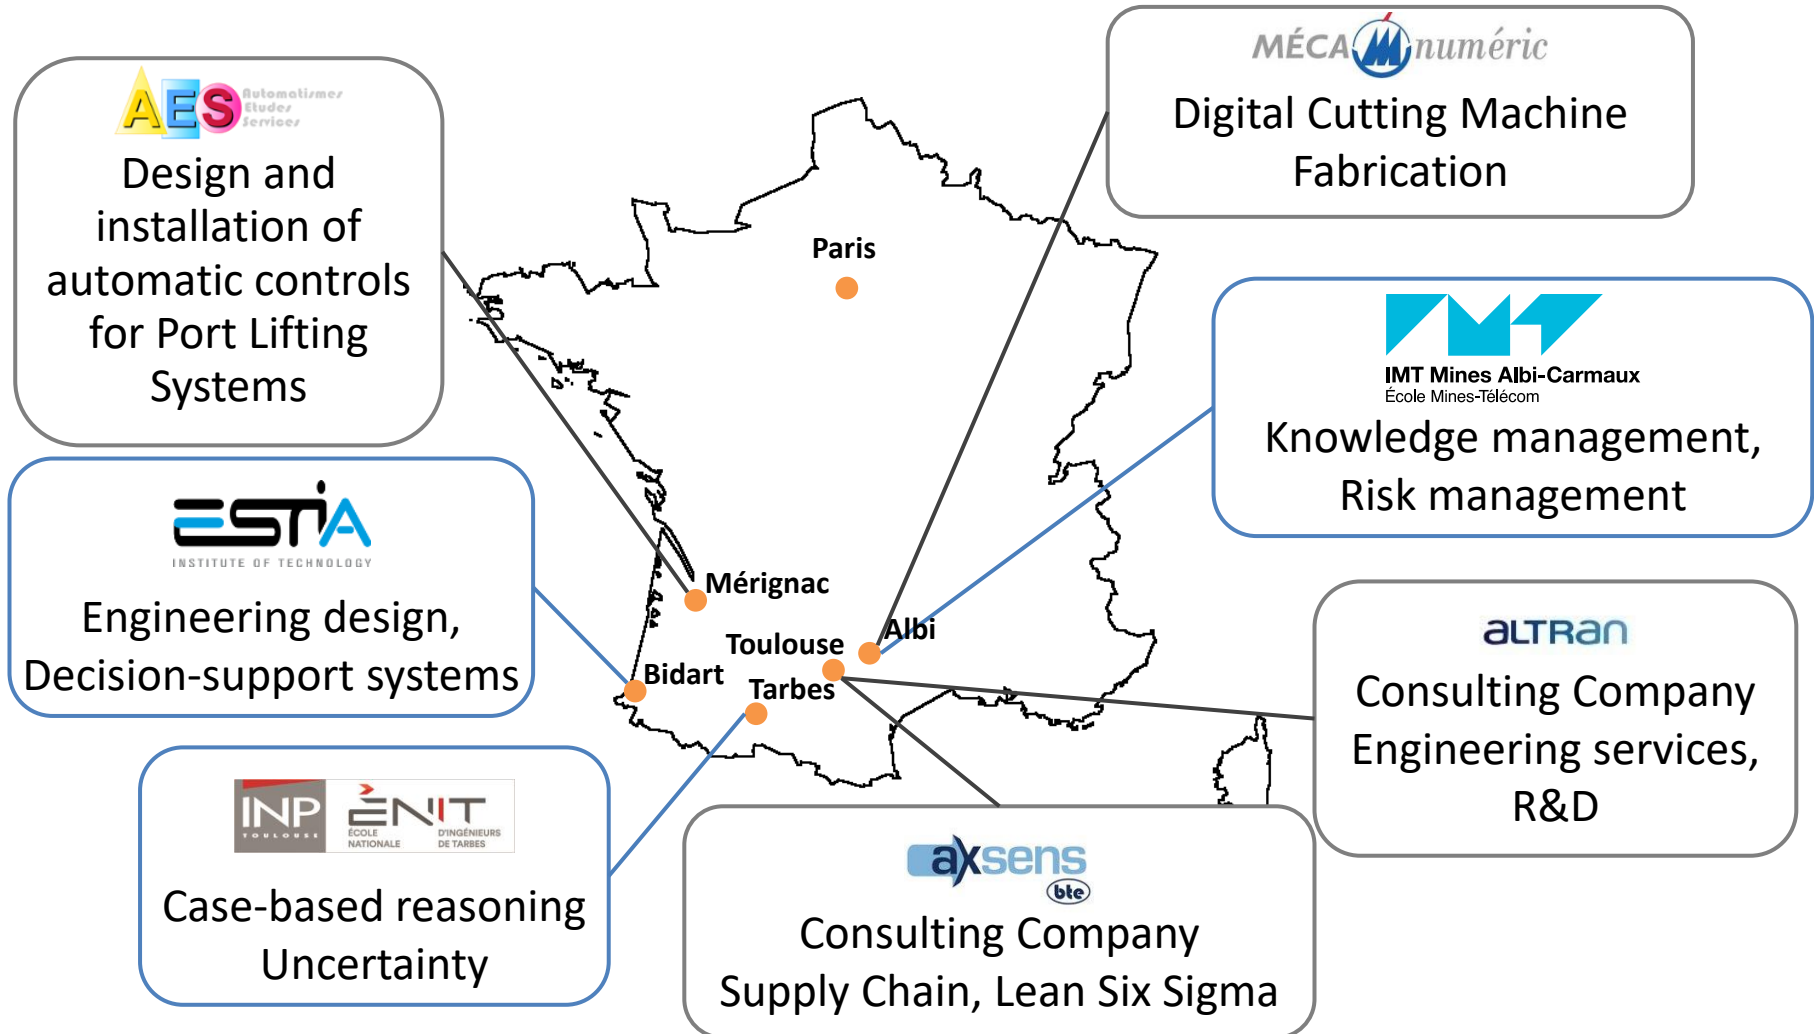 AES Automatismes
Etudes
Services
Design and
installation of
automatic controls
for Port Lifting
Systems
MÉCA numéric
Digital Cutting Machine
Fabrication
Paris
IMT Mines Albi-Carmaux
École Mines-Télécom
Knowledge management,
Risk management
ESTIA
INSTITUTE OF TECHNOLOGY
Engineering design,
Decision-support systems
Mérignac
Albi
Toulouse
Bidart
Tarbes
ALTRAN
Consulting Company
Engineering services,
R&D
INP
TOULOUSE
ÈNIT
ÉCOLE D'INGÉNIEURS
NATIONALE DE TARBES
Case-based reasoning
Uncertainty
axsens
bte
Consulting Company
Supply Chain, Lean Six Sigma